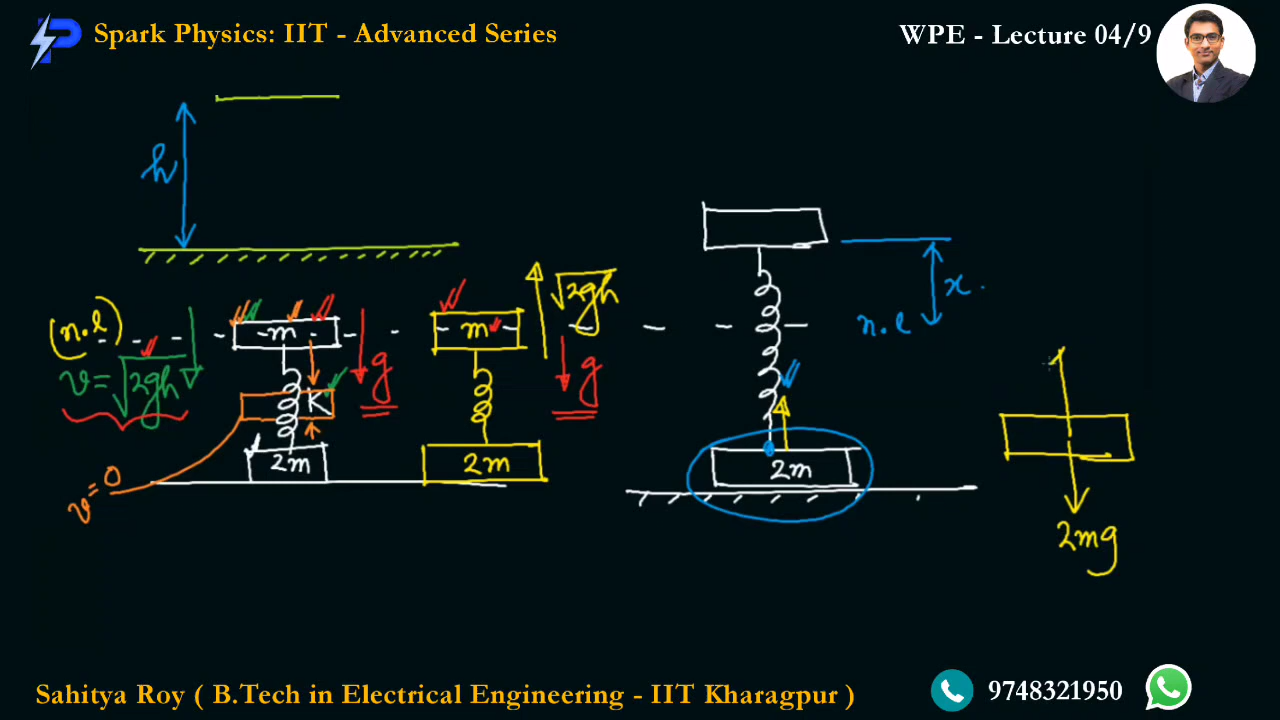 Spark Physics: IIT - Advanced Series
WPE - Lecture 04/9
h
(n.l)
v = √2gh
m
K
g
2m
v=0
m
√2gh
g
2m
x
n.l
2m
2mg
Sahitya Roy ( B.Tech in Electrical Engineering - IIT Kharagpur )
9748321950